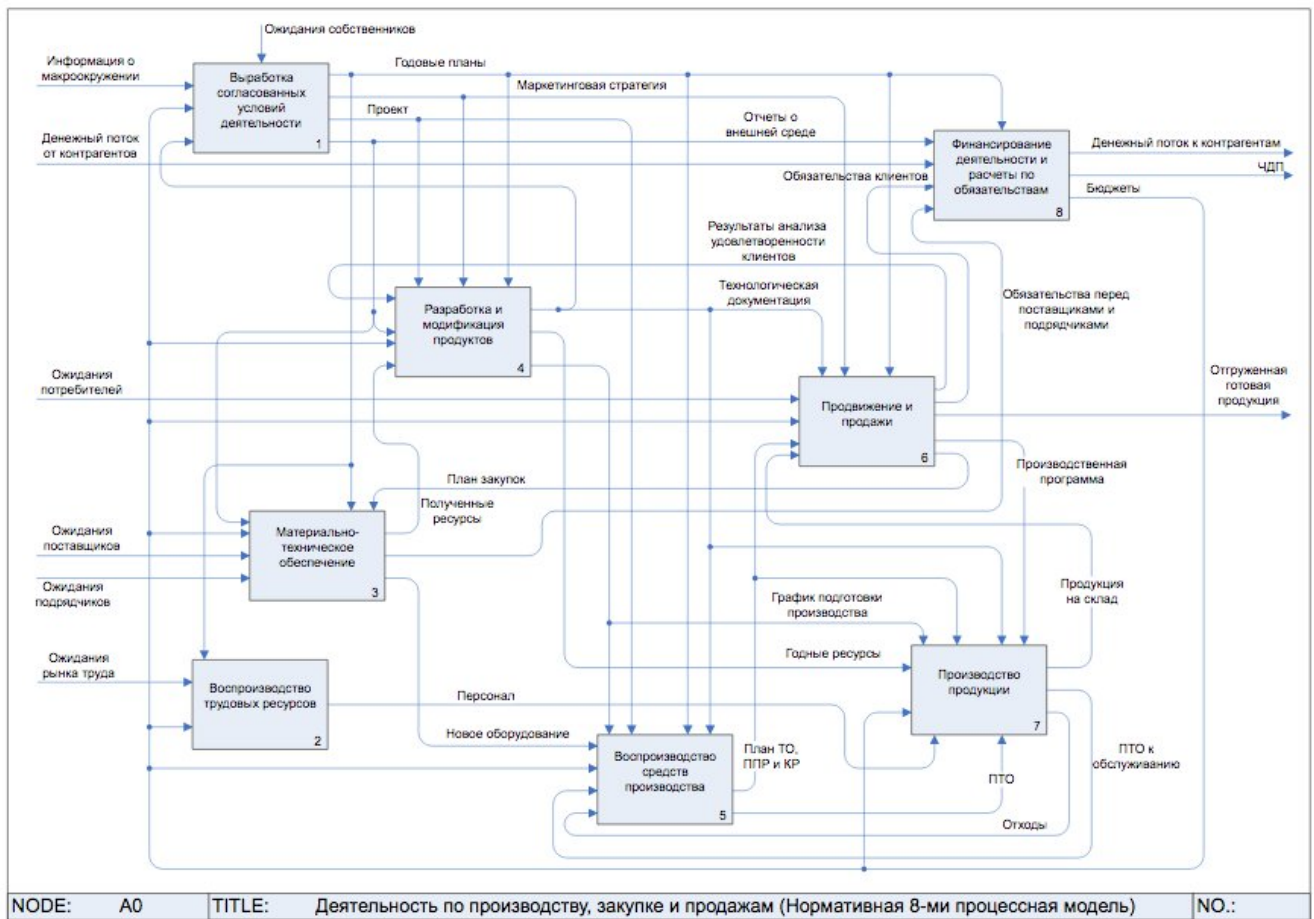 Ожидания собственников
Информация о
макроокружении
Годовые планы
Выработка
согласованных
условий
деятельности
1
Маркетинговая стратегия
Проект
Отчеты о
внешней среде
Денежный поток
от контрагентов
Финансирование
деятельности и
расчеты по
обязательствам
8
Денежный поток к контрагентам
ЧДП
Бюджеты
Обязательства клиентов
Результаты анализа
удовлетворенности
клиентов
Технологическая
документация
Обязательства перед
поставщиками и
подрядчиками
Разработка и
модификация
продуктов
4
Ожидания
потребителей
Отгруженная
готовая
продукция
Продвижение и
продажи
6
План закупок
Полученные
ресурсы
Производственная
программа
Материально-
техническое
обеспечение
3
Ожидания
поставщиков
Ожидания
подрядчиков
График подготовки
производства
Продукция
на склад
Годные ресурсы
Ожидания
рынка труда
Воспроизводство
трудовых ресурсов
2
Персонал
Производство
продукции
7
Новое оборудование
Воспроизводство
средств
производства
5
План ТО,
ППР и КР
ПТО
ПТО к
обслуживанию
Отходы
NODE: A0 TITLE: Деятельность по производству, закупке и продажам (Нормативная 8-ми процессная модель) NO.: